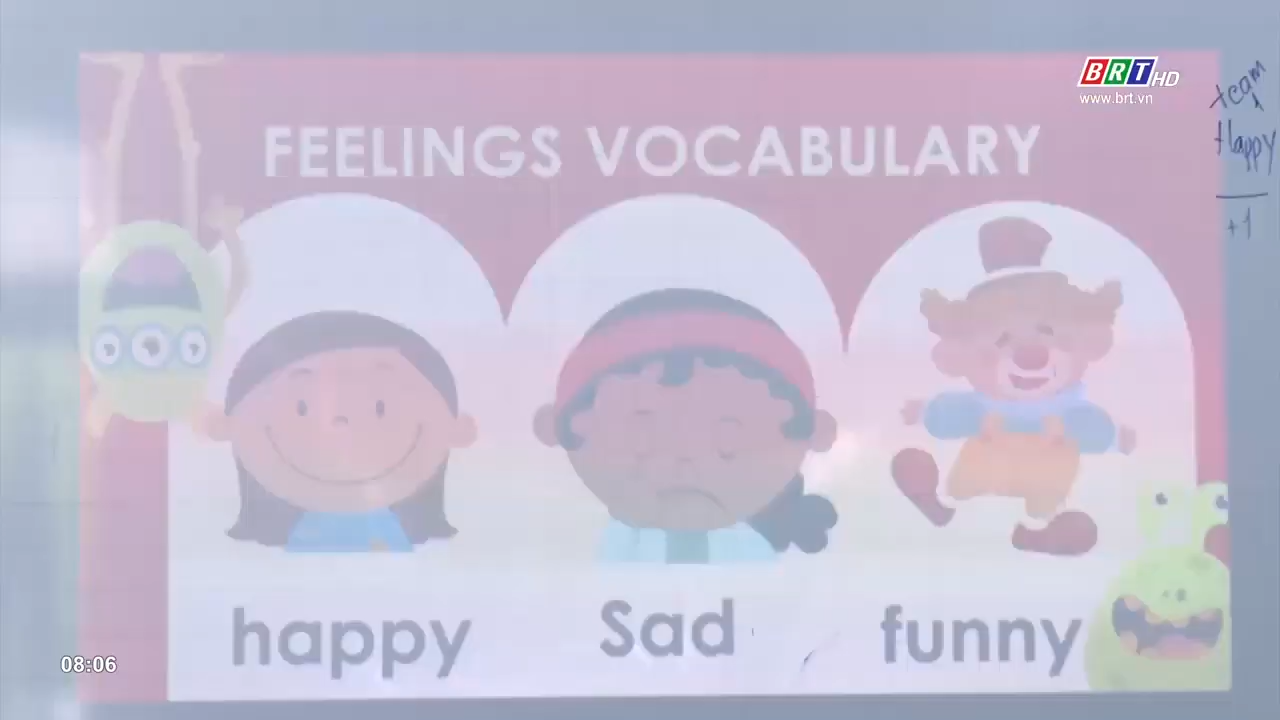 BRT HD
www.brt.vn
team
Happy
+1
FEELINGS VOCABULARY
happy
Sad
funny
08:06